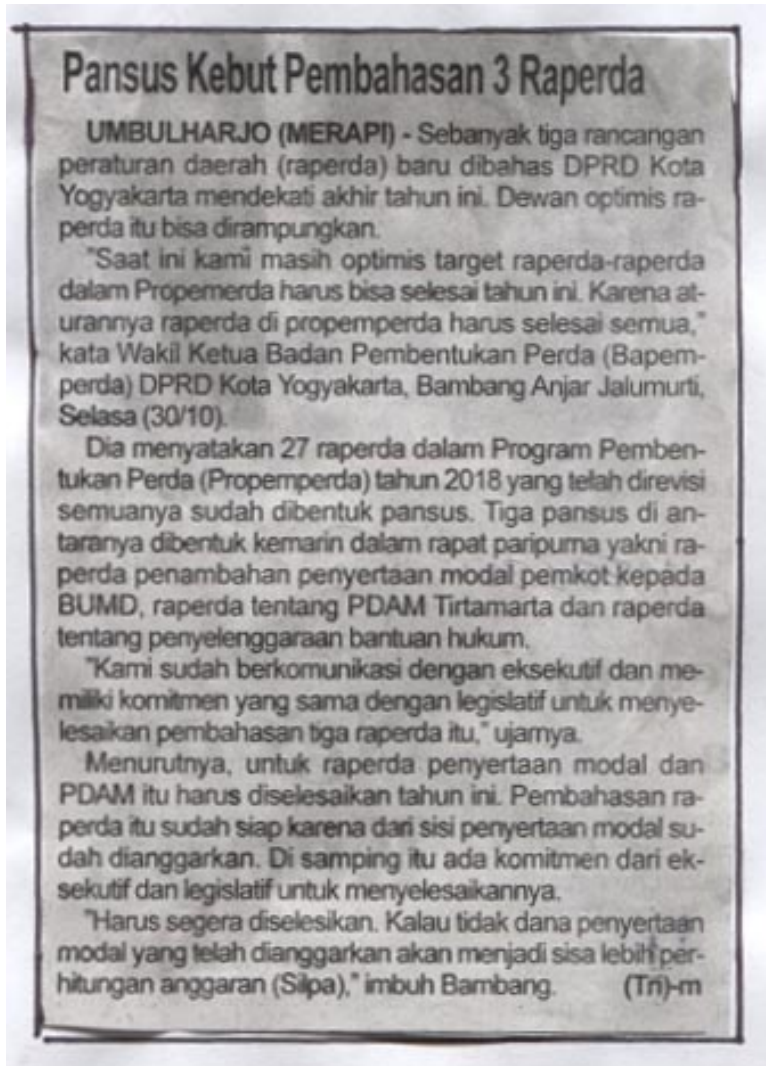 Pansus Kebut Pembahasan 3 Raperda
UMBULHARJO (MERAPI) - Sebanyak tiga rancangan
peraturan daerah (raperda) baru dibahas DPRD Kota
Yogyakarta mendekati akhir tahun ini. Dewan optimis ra-
perda itu bisa dirampungkan.
"Saat ini kami masih optimis target raperda-raperda
dalam Propemerda harus bisa selesai tahun ini. Karena at-
urannya raperda di propemperda harus selesai semua,"
kata Wakil Ketua Badan Pembentukan Perda (Bapem-
perda) DPRD Kota Yogyakarta, Bambang Anjar Jalumurti,
Selasa (30/10).
Dia menyatakan 27 raperda dalam Program Pemben-
tukan Perda (Propemperda) tahun 2018 yang telah direvisi
semuanya sudah dibentuk pansus. Tiga pansus di an-
taranya dibentuk kemarin dalam rapat paripurna yakni ra-
perda penambahan penyertaan modal pemkot kepada
BUMD, raperda tentang PDAM Tirtamarta dan raperda
tentang penyelenggaraan bantuan hukum.
"Kami sudah berkomunikasi dengan eksekutif dan me-
miliki komitmen yang sama dengan legislatif untuk menye-
lesaikan pembahasan tiga raperda itu," ujarnya.
Menurutnya, untuk raperda penyertaan modal dan
PDAM itu harus diselesaikan tahun ini. Pembahasan ra-
perda itu sudah siap karena dari sisi penyertaan modal su-
dah dianggarkan. Di samping itu ada komitmen dari ek-
sekutif dan legislatif untuk menyelesaikannya.
"Harus segera diselesikan. Kalau tidak dana penyertaan
modal yang telah dianggarkan akan menjadi sisa lebih per-
hitungan anggaran (Silpa)," imbuh Bambang. (Tri)-m